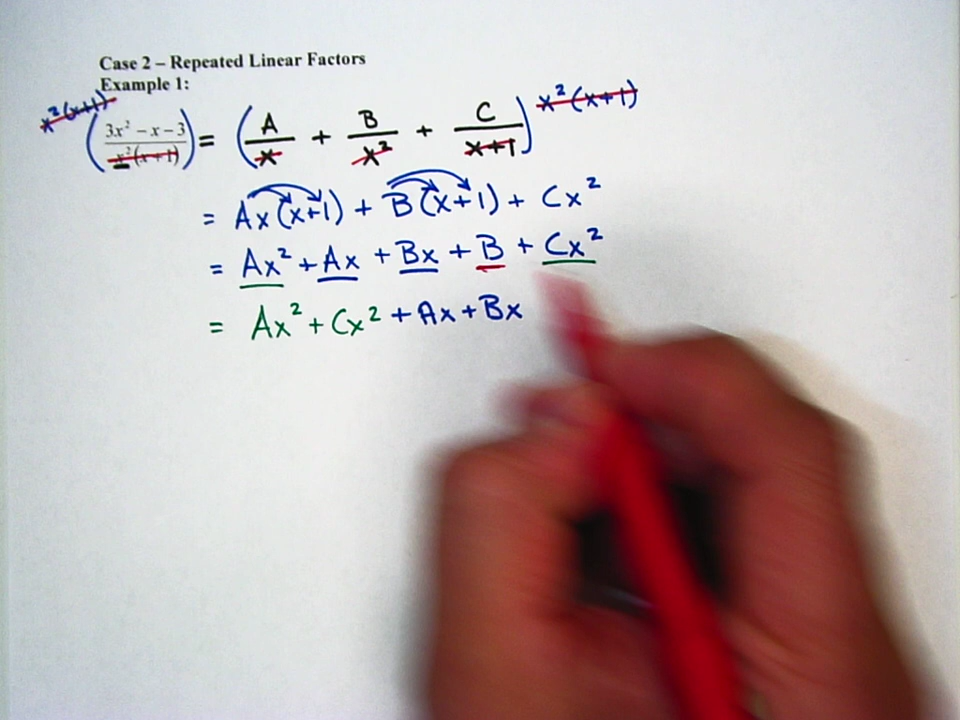 Case 2 – Repeated Linear Factors
Example 1:
x²(x+1) (3x² − x − 3 / x²(x+1)) = (A/x + B/x² + C/x+1) x²(x+1)
= Ax(x+1) + B(x+1) + Cx²
= Ax² + Ax + Bx + B + Cx²
= Ax² + Cx² + Ax + Bx